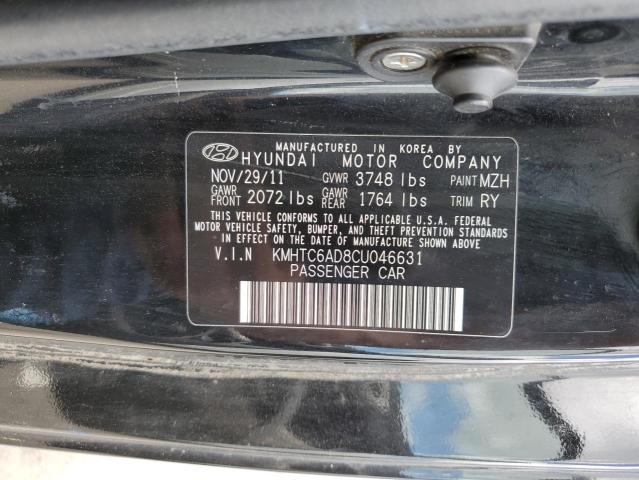 MANUFACTURED IN KOREA BY
HYUNDAI MOTOR COMPANY
NOV/29/11 GVWR 3748 lbs PAINT MZH
GAWR FRONT 2072 lbs GAWR REAR 1764 lbs TRIM RY
THIS VEHICLE CONFORMS TO ALL APPLICABLE U.S.A. FEDERAL
MOTOR VEHICLE SAFETY, BUMPER, AND THEFT PREVENTION STANDARDS
IN EFFECT ON THE DATE OF MANUFACTURE SHOWN ABOVE.
V.I.N KMHTC6AD8CU046631
PASSENGER CAR